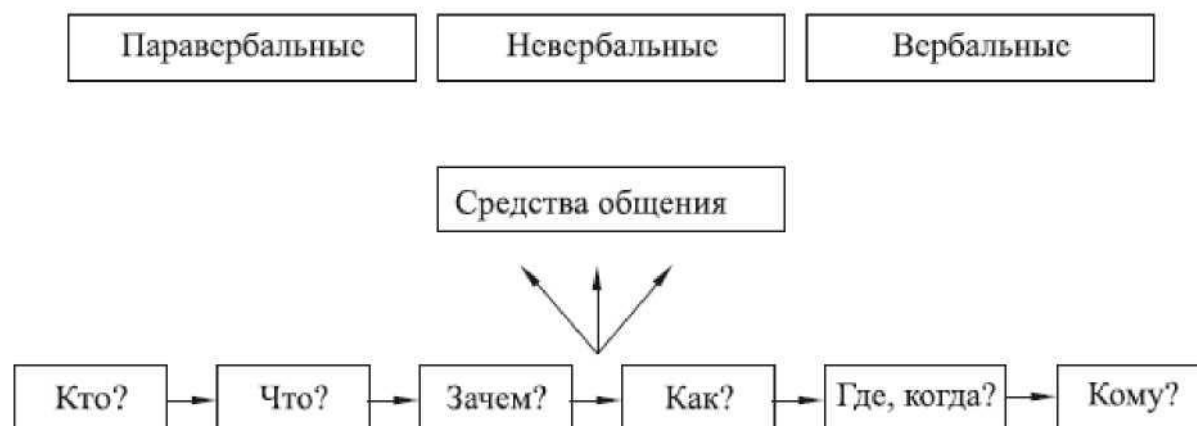 Паравербальные Невербальные Вербальные
Средства общения
Кто? Что? Зачем? Как? Где, когда? Кому?